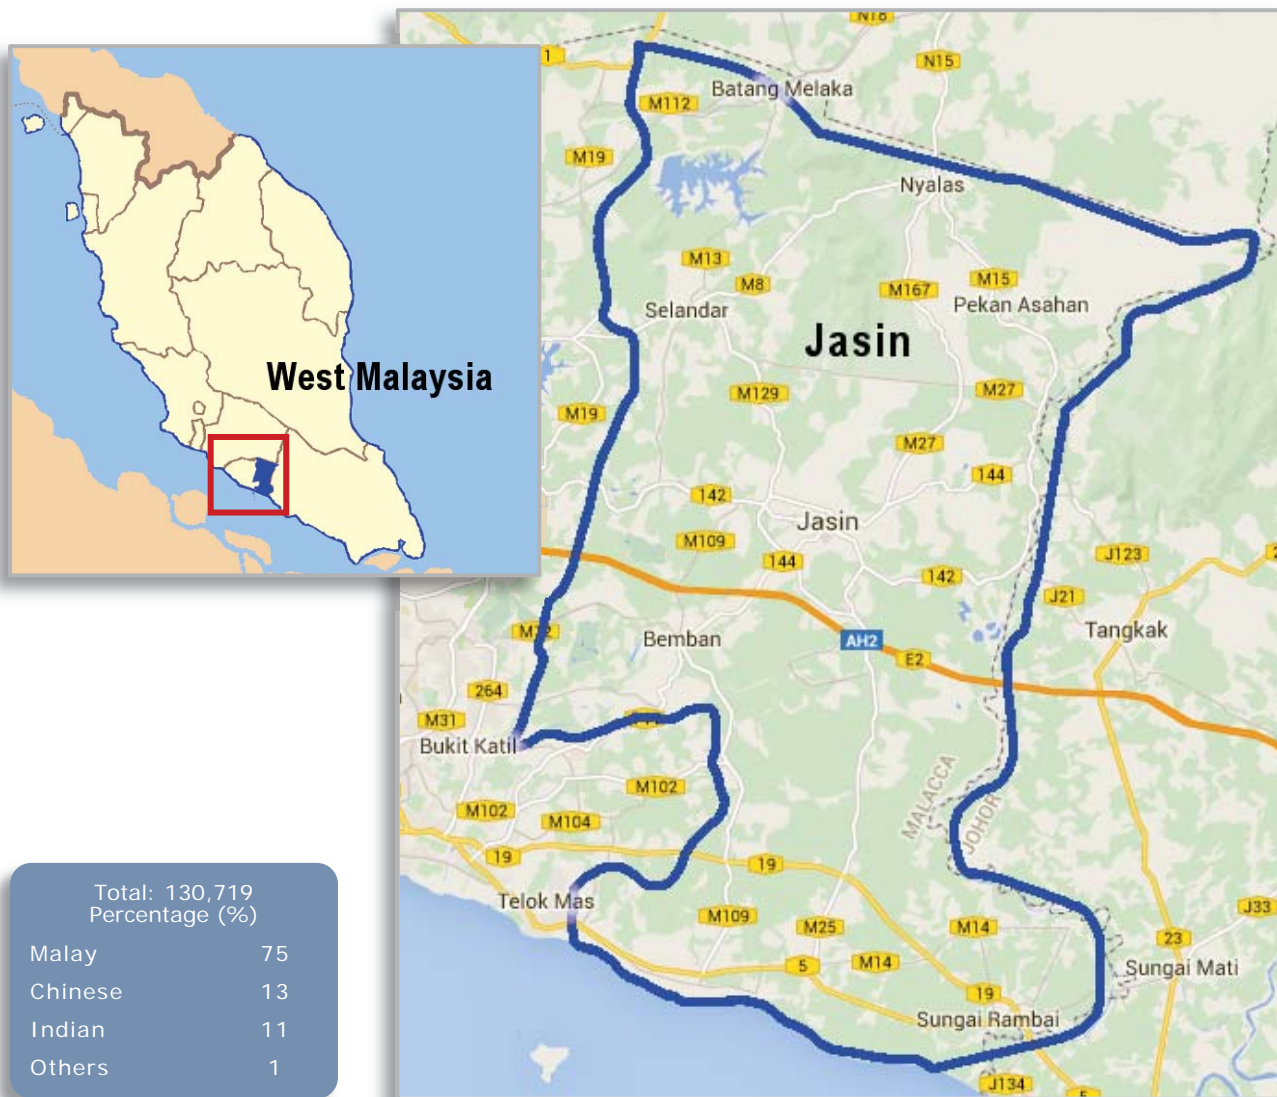 N18
1
N15
Batang Melaka
M112
M19
Nyalas
M13
M15
M8
M167
Pekan Asahan
Selandar
Jasin
West Malaysia
M129
M27
M19
M27
144
142
Jasin
M109
J123
144
142
J21
Tangkak
Bemban
AH2
E2
264
M31
Bukit Katil
M102
MALACCA
JOHOR
M102
M104
19
19
Telok Mas
J33
M109
M25
M14
23
5
M14
Sungai Mati
19
Sungai Rambai
J134
5
Total: 130,719
Percentage (%)
Malay 75
Chinese 13
Indian 11
Others 1